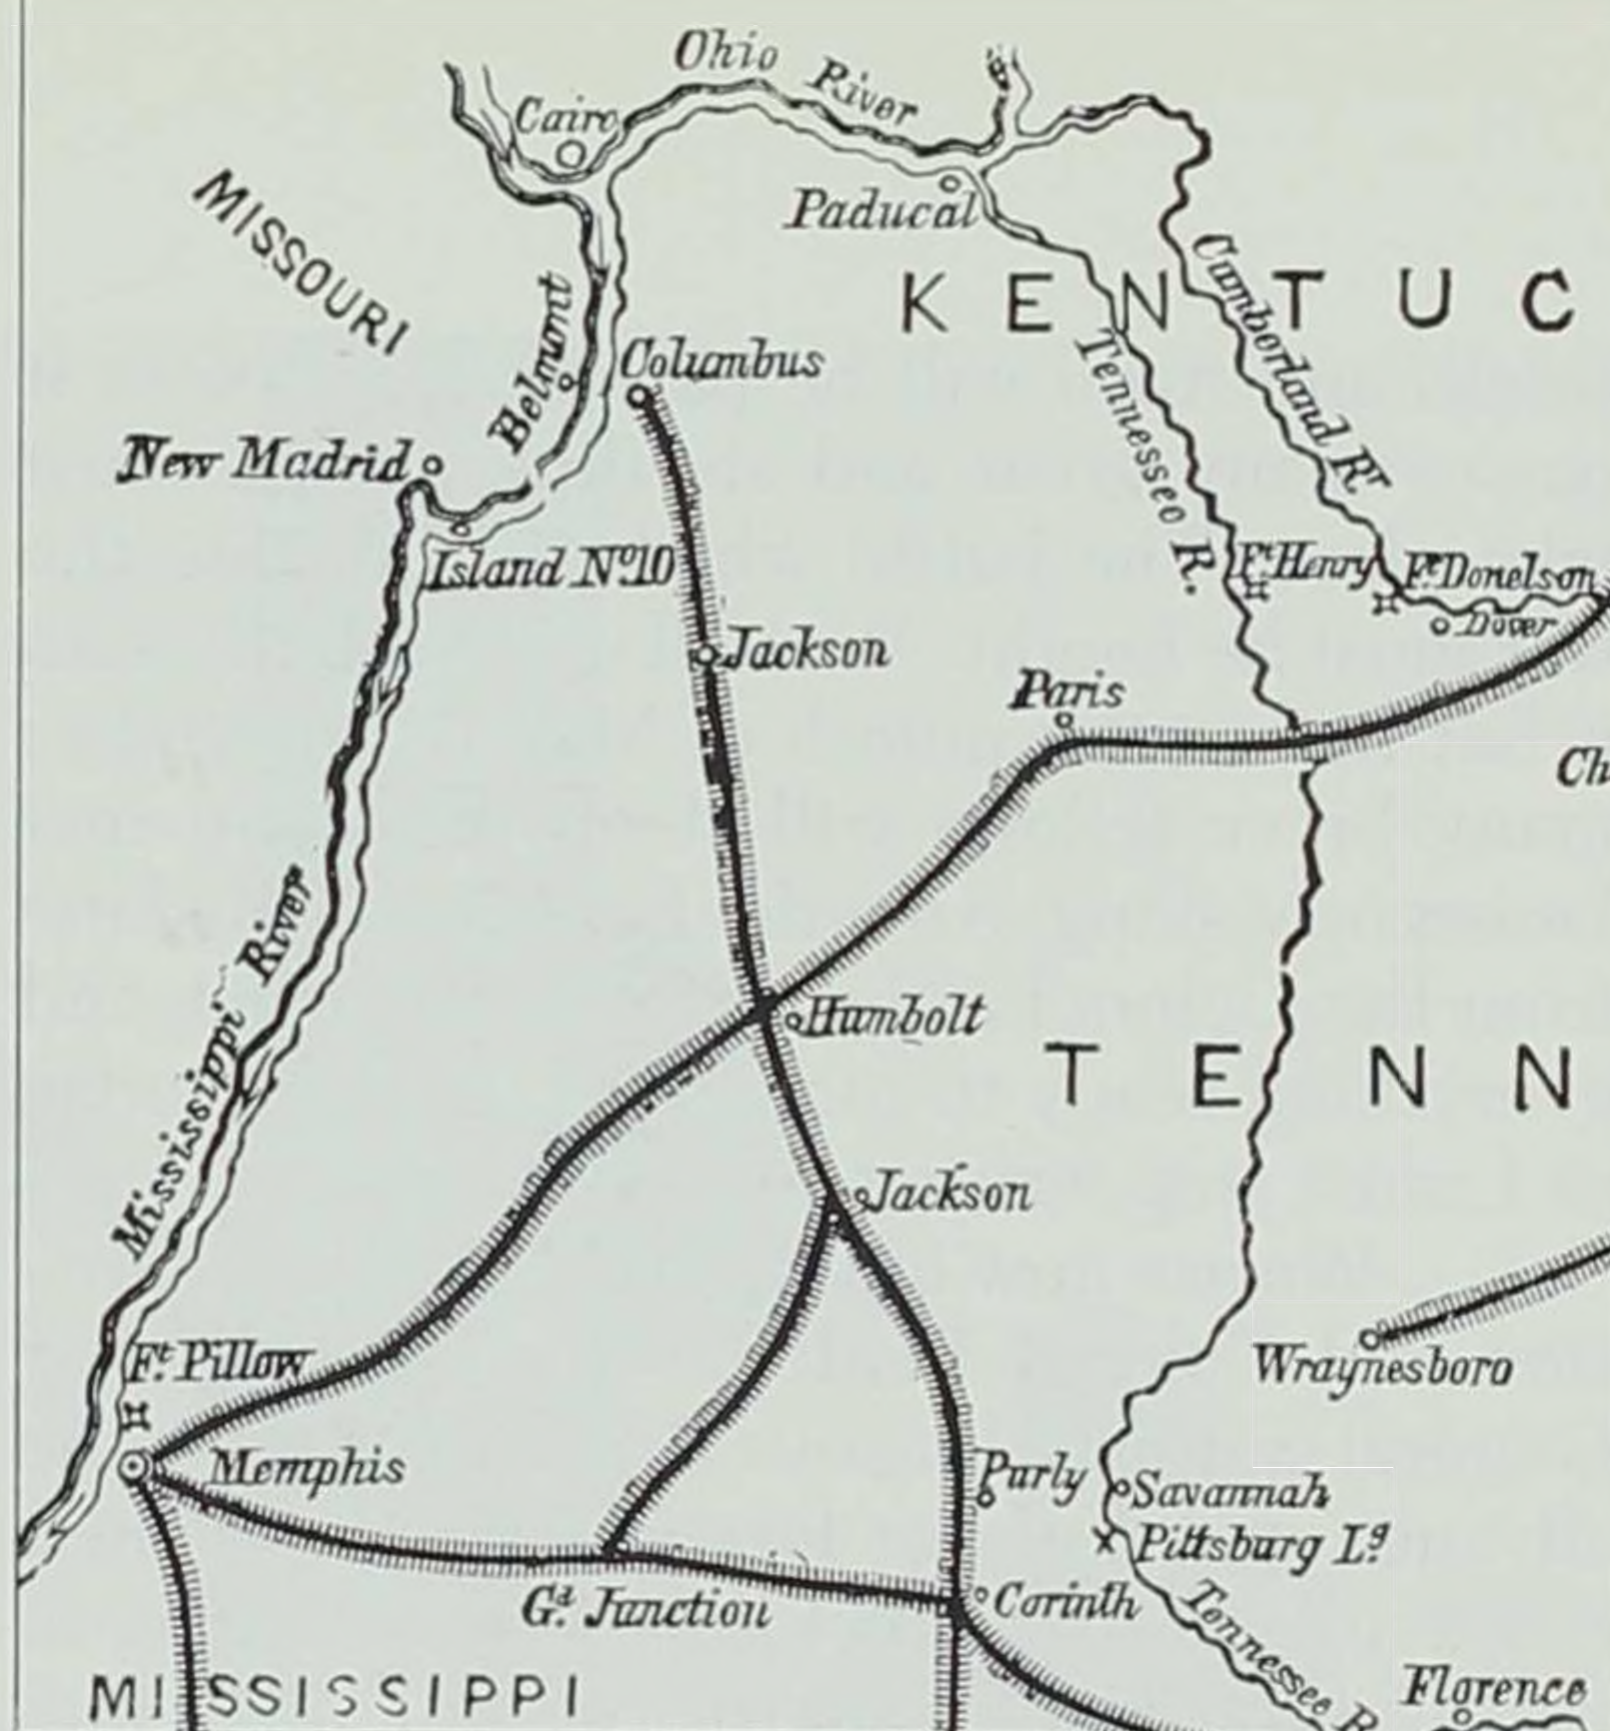 Ohio River
Cairo
MISSOURI
Paducal
KENTUC
Cumborland Rr
Belmont
Columbus
Tennessee R.
New Madrid
Island No.10
Ft. Henry
Ft. Donelson
Dover
Jackson
Paris
Ch
Mississippi River
Humbolt
TENN
Jackson
Ft. Pillow
Wraynesboro
Memphis
Purly
Savannah
Pittsburg Lg.
Gd. Junction
Corinth
Tennessee R
MISSISSIPPI
Florence